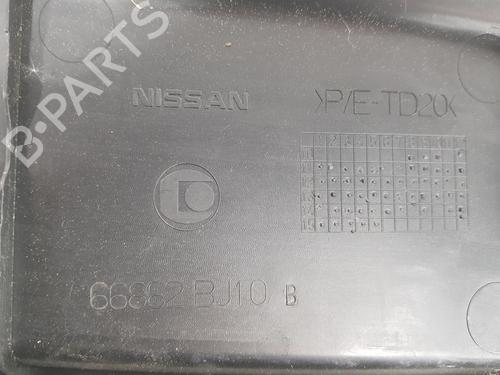 B-PARTS
NISSAN
>P/E-TD20<
66862 BJ10 B